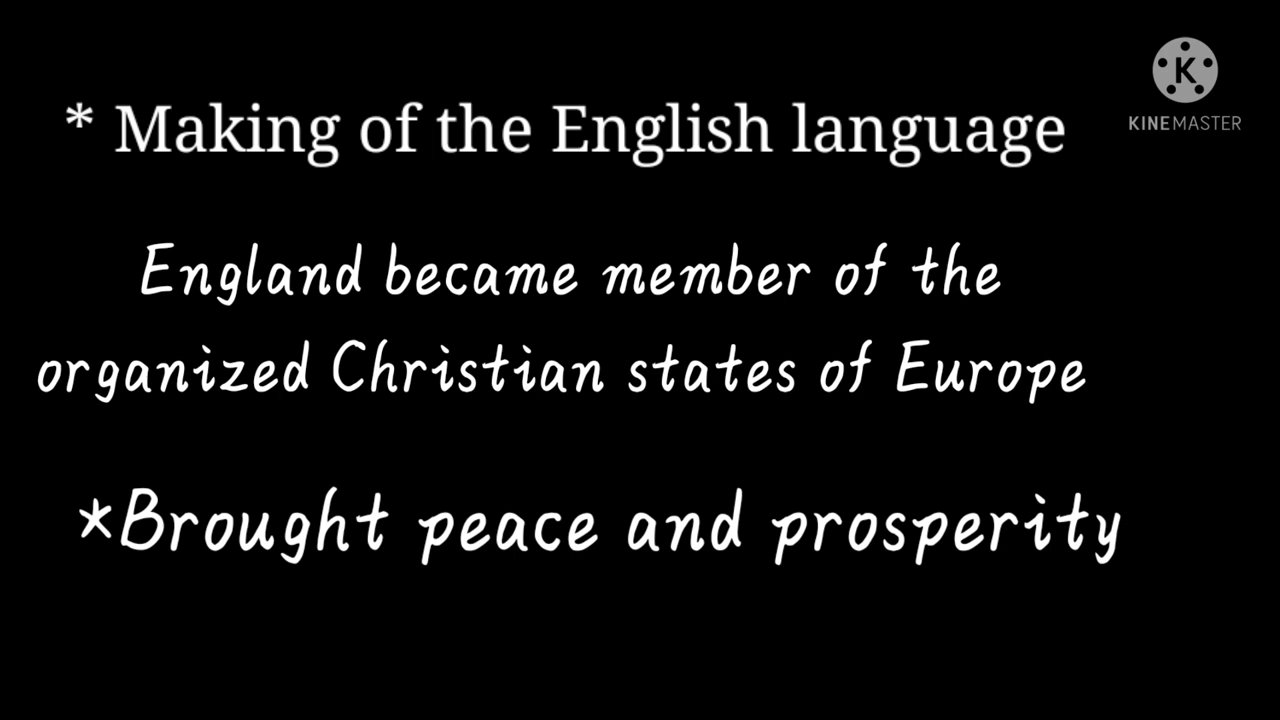 * Making of the English language
KINEMASTER
England became member of the
organized Christian states of Europe
*Brought peace and prosperity